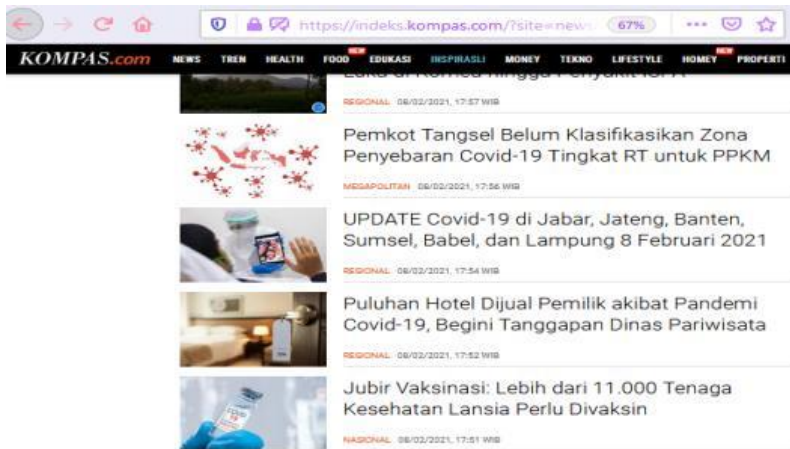 https://indeks.kompas.com/?site=news
67%
KOMPAS.com NEWS TREN HEALTH FOOD NEW EDUKASI INSPIRASLI MONEY TEKNO LIFESTYLE HOMEY NEW PROPERTI
REGIONAL 08/02/2021, 17:57 WIB
Pemkot Tangsel Belum Klasifikasikan Zona
Penyebaran Covid-19 Tingkat RT untuk PPKM
MEGAPOLITAN 08/02/2021, 17:56 WIB
UPDATE Covid-19 di Jabar, Jateng, Banten,
Sumsel, Babel, dan Lampung 8 Februari 2021
REGIONAL 08/02/2021, 17:54 WIB
Puluhan Hotel Dijual Pemilik akibat Pandemi
Covid-19, Begini Tanggapan Dinas Pariwisata
REGIONAL 08/02/2021, 17:52 WIB
Jubir Vaksinasi: Lebih dari 11.000 Tenaga
Kesehatan Lansia Perlu Divaksin
NASIONAL 08/02/2021, 17:51 WIB